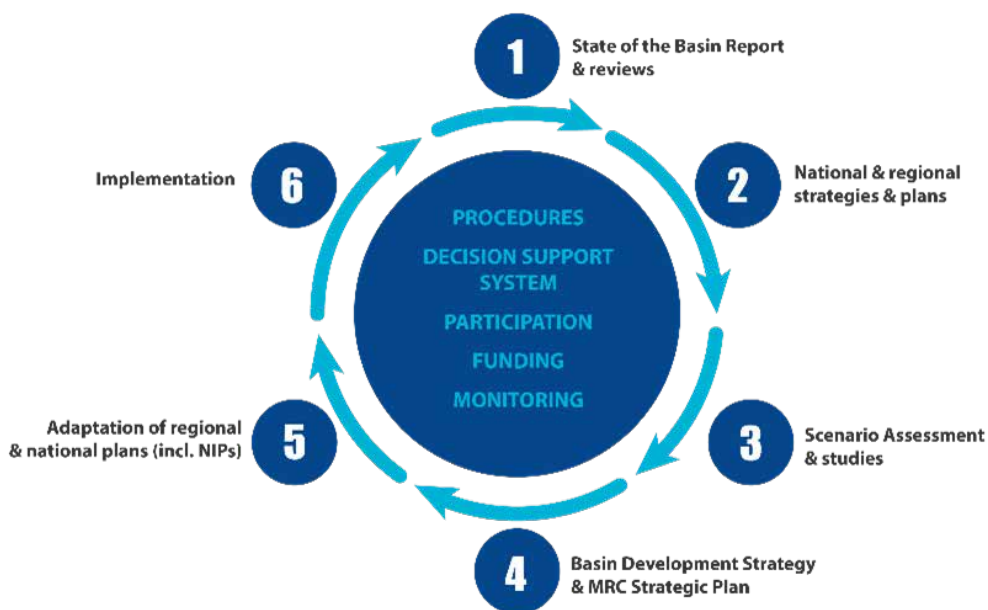 1
State of the Basin Report
& reviews
2
National & regional
strategies & plans
3
Scenario Assessment
& studies
4
Basin Development Strategy
& MRC Strategic Plan
5
Adaptation of regional
& national plans (incl. NIPs)
6
Implementation
PROCEDURES
DECISION SUPPORT
SYSTEM
PARTICIPATION
FUNDING
MONITORING